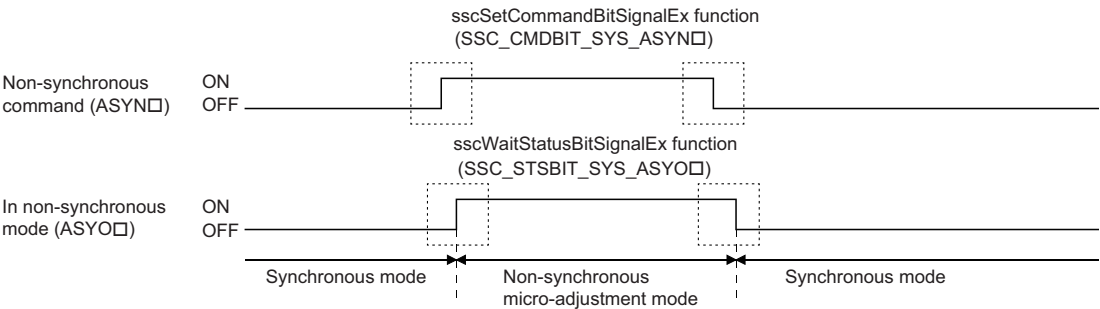 sscSetCommandBitSignalEx function
(SSC_CMDBIT_SYS_ASYN□)
Non-synchronous
command (ASYN□)
ON
OFF
sscWaitStatusBitSignalEx function
(SSC_STSBIT_SYS_ASYO□)
In non-synchronous
mode (ASYO□)
ON
OFF
Synchronous mode
Non-synchronous
micro-adjustment mode
Synchronous mode